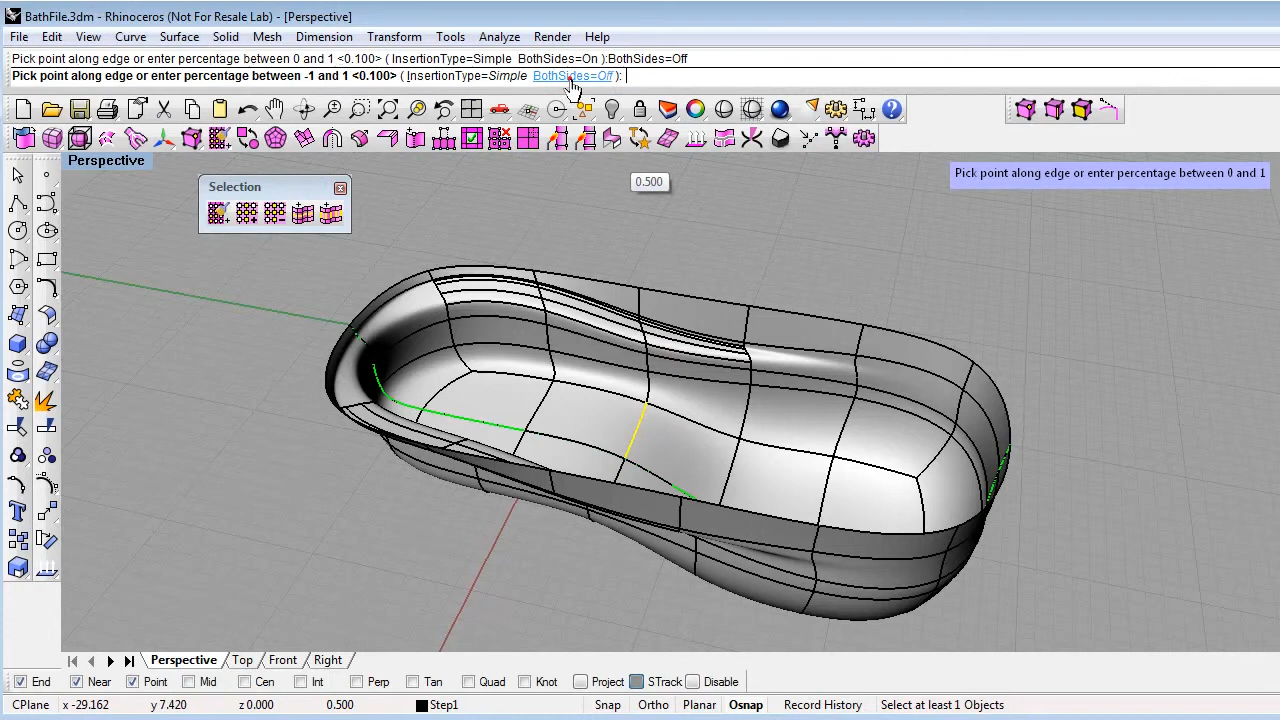 BathFile.3dm - Rhinoceros (Not For Resale Lab) - [Perspective]
File Edit View Curve Surface Solid Mesh Dimension Transform Tools Analyze Render Help
Pick point along edge or enter percentage between 0 and 1 <0.100> ( InsertionType=Simple BothSides=On ):BothSides=Off
Pick point along edge or enter percentage between -1 and 1 <0.100> ( InsertionType=Simple BothSides=Off ):
Perspective
Selection
0.500
Pick point along edge or enter percentage between 0 and 1
Perspective Top Front Right
End Near Point Mid Cen Int Perp Tan Quad Knot Project STrack Disable
CPlane x -29.162 y 7.420 z 0.000 0.500 Step1 Snap Ortho Planar Osnap Record History Select at least 1 Objects